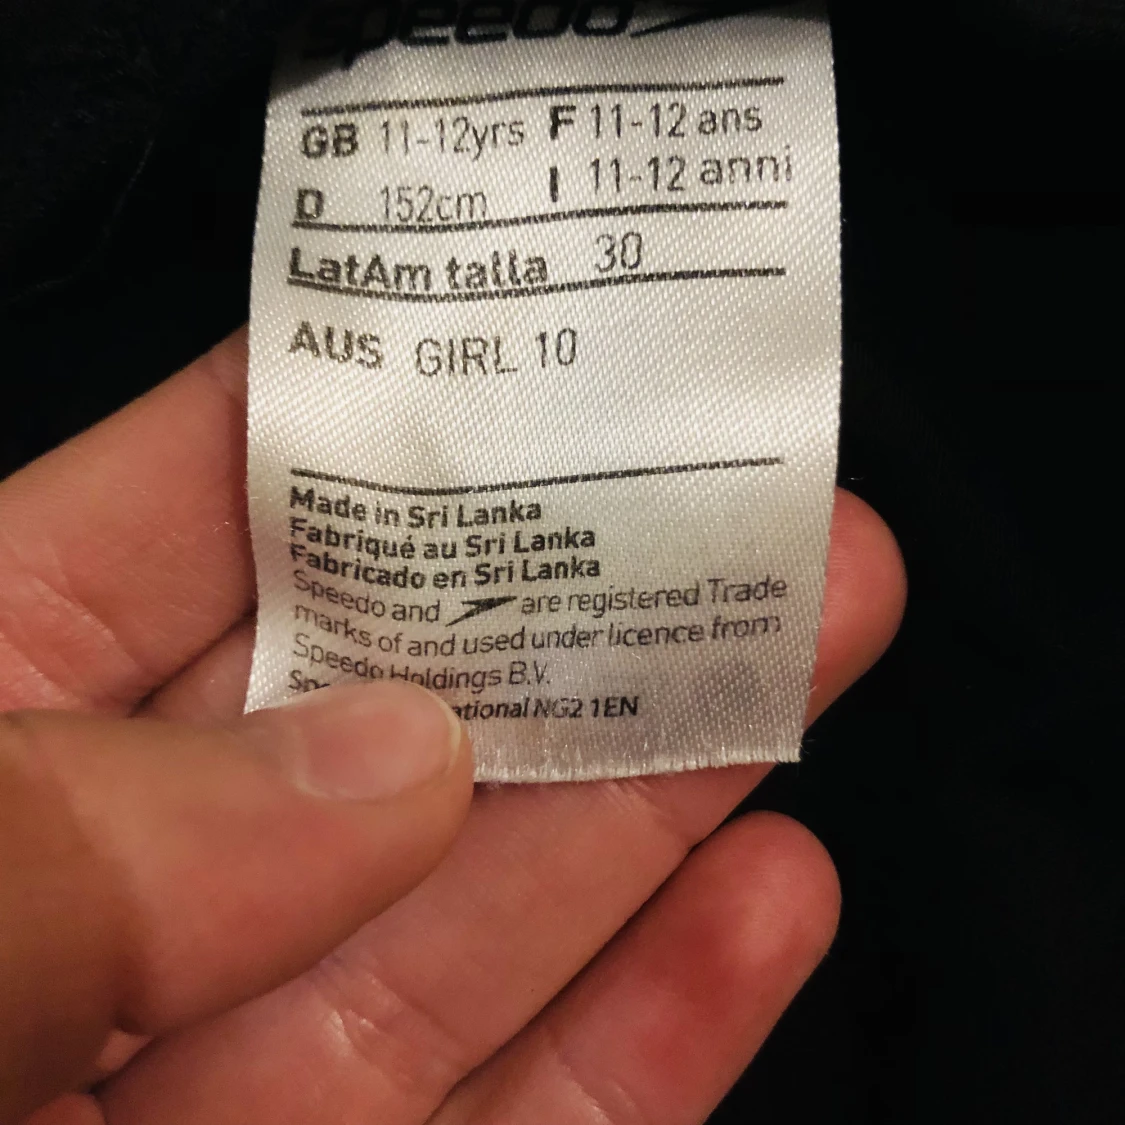 speedo
GB 11-12yrs F 11-12 ans
D 152cm I 11-12 anni
LatAm talla 30
AUS GIRL 10
Made in Sri Lanka
Fabriqué au Sri Lanka
Fabricado en Sri Lanka
Speedo and are registered Trade
marks of and used under licence from
Speedo Holdings B.V.
NG2 1EN